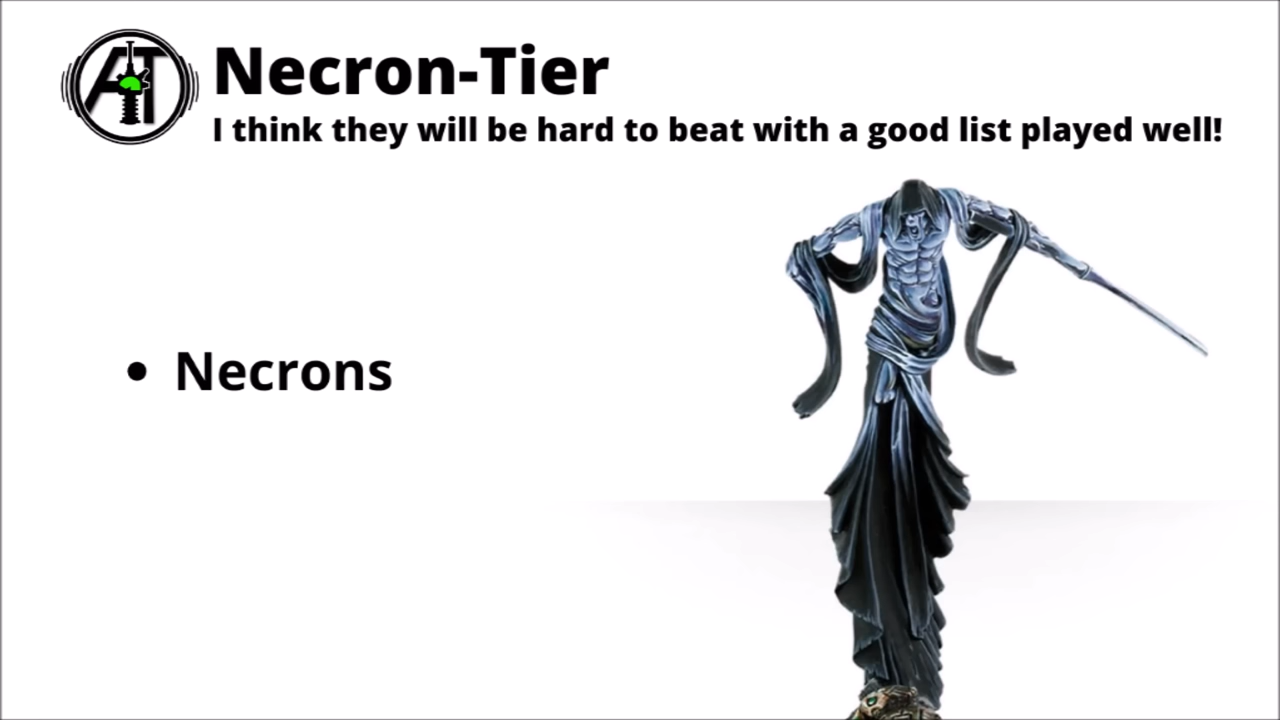 AT
Necron-Tier
I think they will be hard to beat with a good list played well!
• Necrons